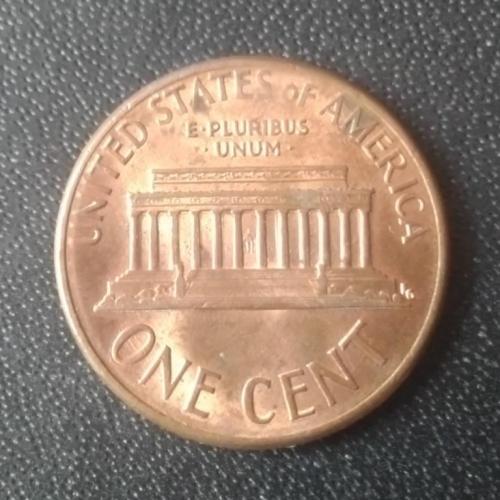 UNITED STATES OF AMERICA
E·PLURIBUS
·UNUM·
ONE CENT